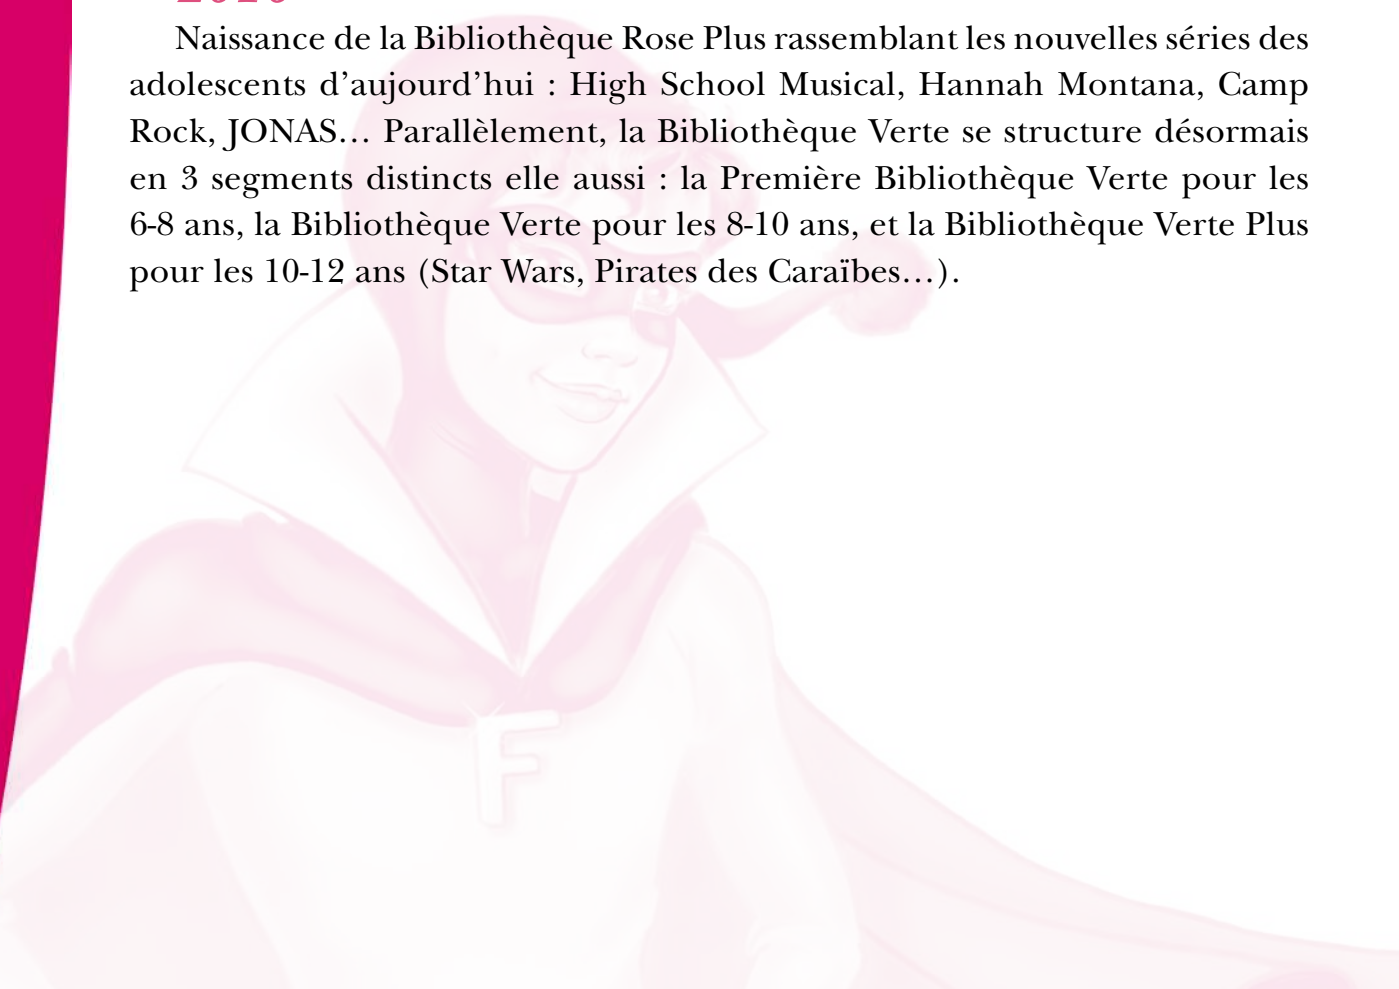 Naissance de la Bibliothèque Rose Plus rassemblant les nouvelles séries des
adolescents d’aujourd’hui : High School Musical, Hannah Montana, Camp
Rock, JONAS… Parallèlement, la Bibliothèque Verte se structure désormais
en 3 segments distincts elle aussi : la Première Bibliothèque Verte pour les
6-8 ans, la Bibliothèque Verte pour les 8-10 ans, et la Bibliothèque Verte Plus
pour les 10-12 ans (Star Wars, Pirates des Caraïbes…).
F